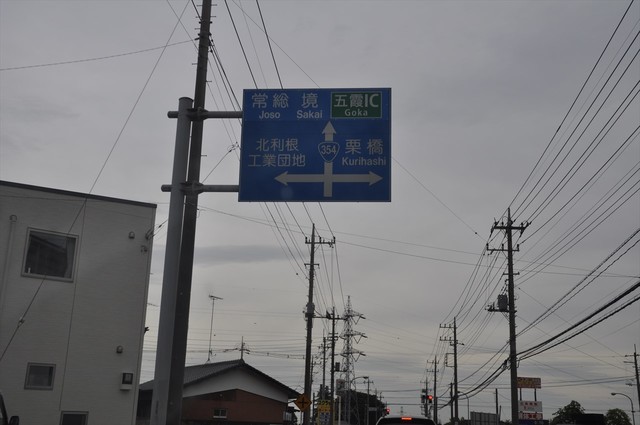 常総 境 五霞IC
Joso Sakai Goka
北利根
工業団地
354
栗橋
Kurihashi